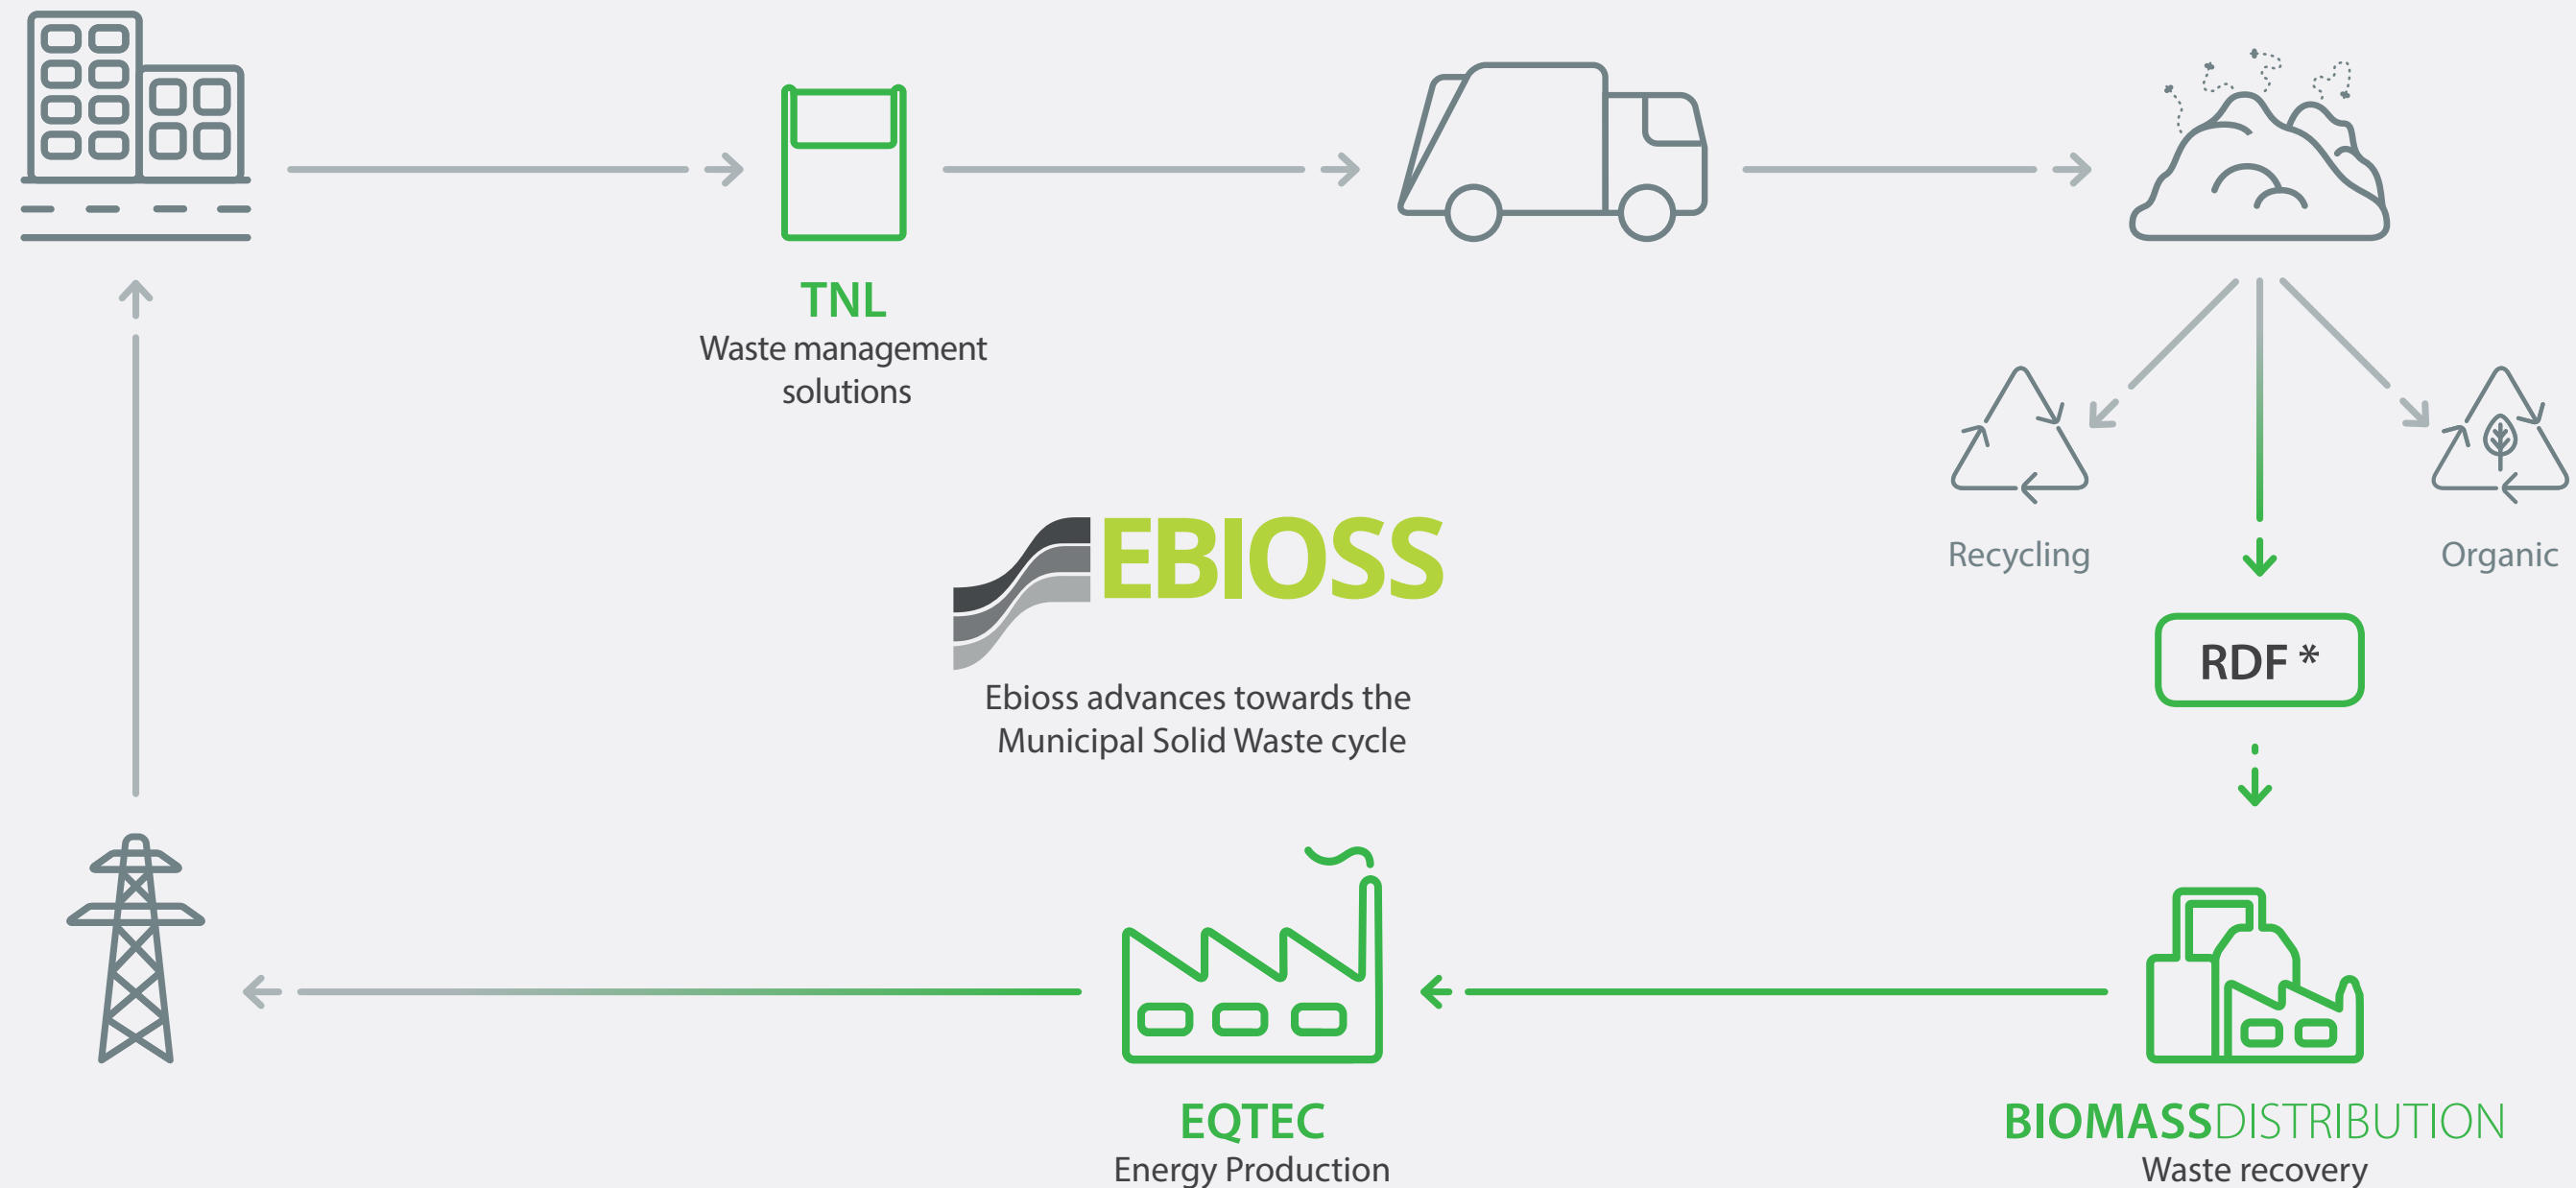 TNL
Waste management
solutions
Recycling
Organic
EBIOSS
Ebioss advances towards the
Municipal Solid Waste cycle
RDF *
EQTEC
Energy Production
BIOMASSDISTRIBUTION
Waste recovery